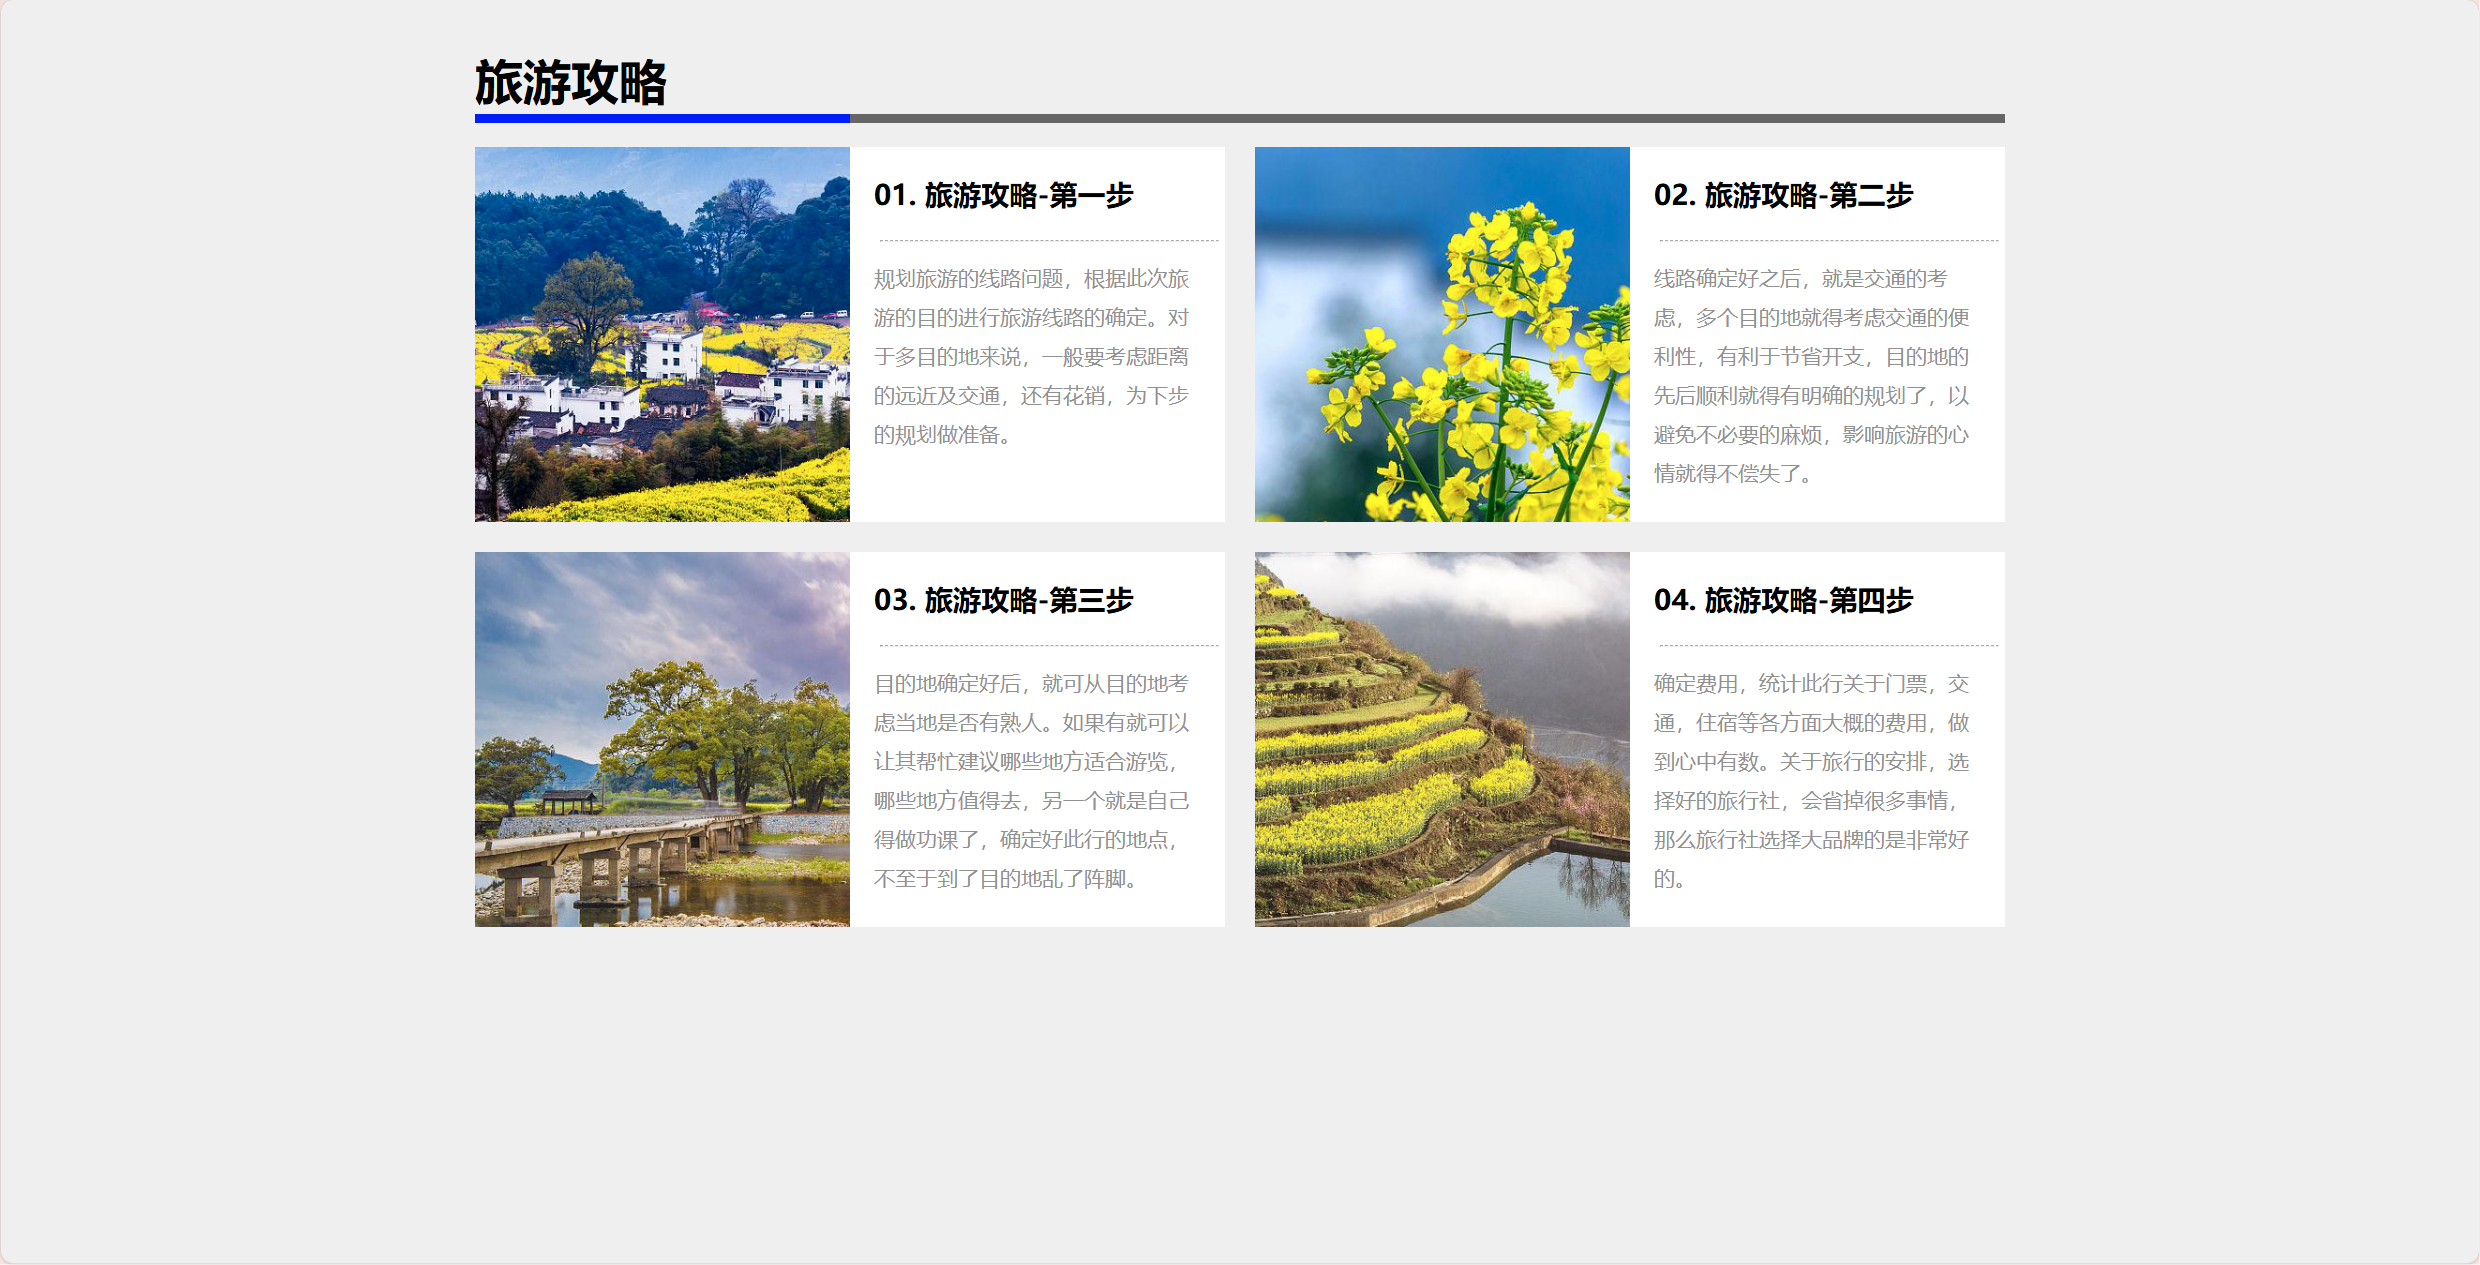 旅游攻略
01. 旅游攻略-第一步
规划旅游的线路问题，根据此次旅
游的目的进行旅游线路的确定。对
于多目的地来说，一般要考虑距离
的远近及交通，还有花销，为下步
的规划做准备。
02. 旅游攻略-第二步
线路确定好之后，就是交通的考
虑，多个目的地就得考虑交通的便
利性，有利于节省开支，目的地的
先后顺利就得有明确的规划了，以
避免不必要的麻烦，影响旅游的心
情就得不偿失了。
03. 旅游攻略-第三步
目的地确定好后，就可从目的地考
虑当地是否有熟人。如果有就可以
让其帮忙建议哪些地方适合游览，
哪些地方值得去，另一个就是自己
得做功课了，确定好此行的地点，
不至于到了目的地乱了阵脚。
04. 旅游攻略-第四步
确定费用，统计此行关于门票，交
通，住宿等各方面大概的费用，做
到心中有数。关于旅行的安排，选
择好的旅行社，会省掉很多事情，
那么旅行社选择大品牌的是非常好
的。